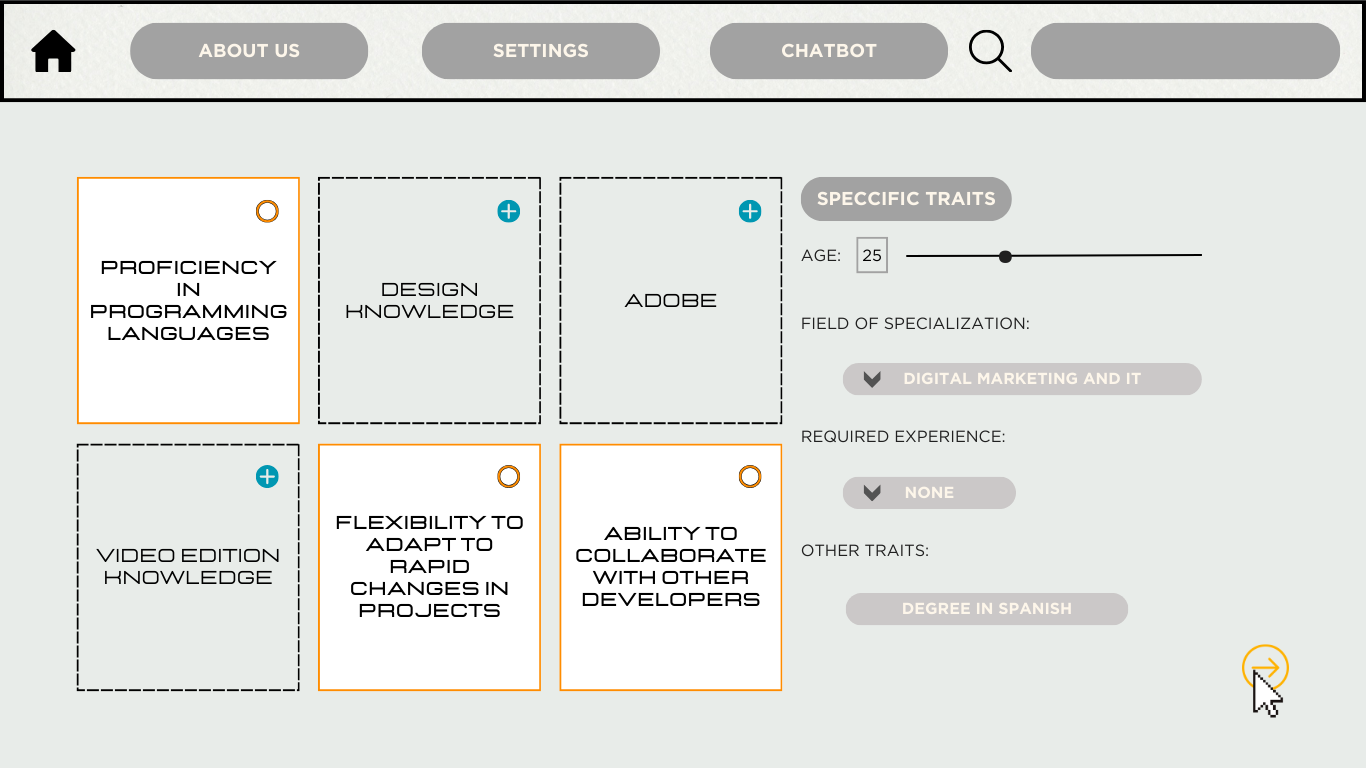 ABOUT US
SETTINGS
CHATBOT
PROFICIENCY
IN
PROGRAMMING
LANGUAGES
DESIGN
KNOWLEDGE
ADOBE
VIDEO EDITION
KNOWLEDGE
FLEXIBILITY TO
ADAPT TO
RAPID
CHANGES IN
PROJECTS
ABILITY TO
COLLABORATE
WITH OTHER
DEVELOPERS
SPECCIFIC TRAITS
AGE: 25
FIELD OF SPECIALIZATION:
DIGITAL MARKETING AND IT
REQUIRED EXPERIENCE:
NONE
OTHER TRAITS:
DEGREE IN SPANISH